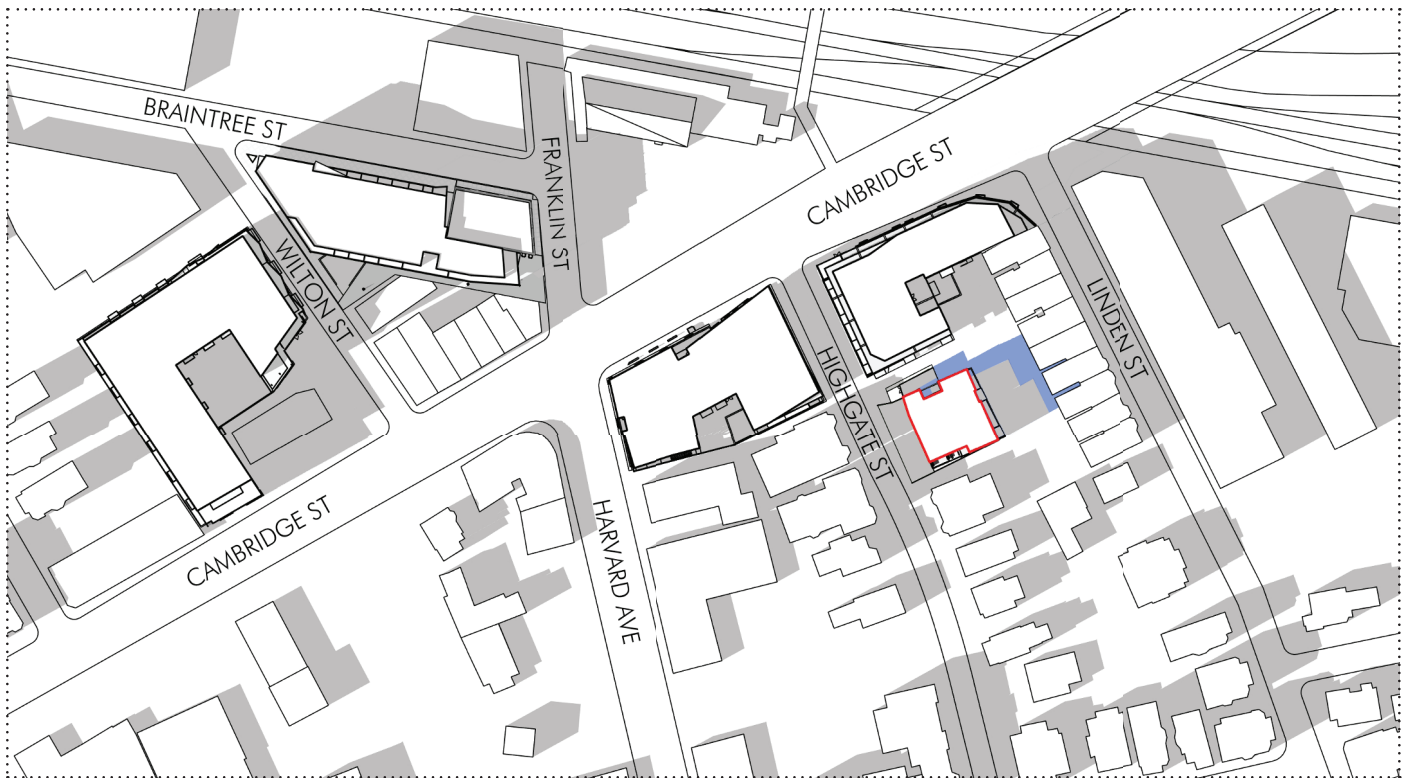 BRAINTREE ST
FRANKLIN ST
CAMBRIDGE ST
WILTON ST
LINDEN ST
HIGHGATE ST
CAMBRIDGE ST
HARVARD AVE